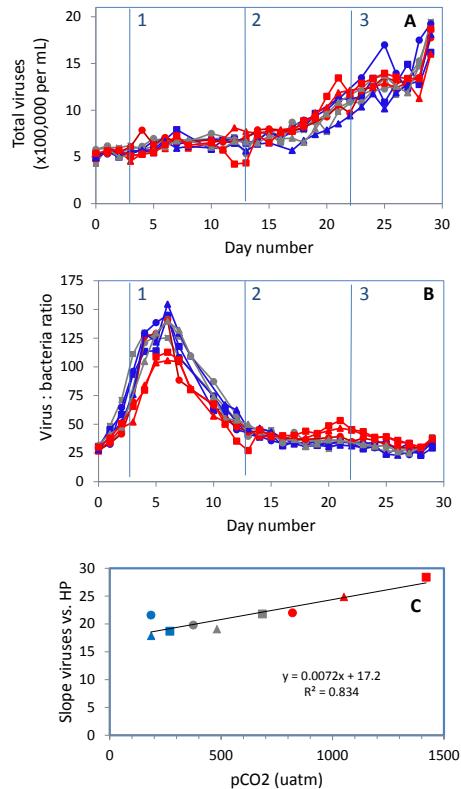 1 2 3 A
20
15
10
5
0
Total viruses
(x100,000 per mL)
0 5 10 15 20 25 30
Day number
1 2 3 B
175
150
125
100
75
50
25
0
Virus : bacteria ratio
0 5 10 15 20 25 30
Day number
C
30
25
20
15
10
5
0
Slope viruses vs. HP
y = 0.0072x + 17.2
R² = 0.834
0 500 1000 1500
pCO2 (uatm)